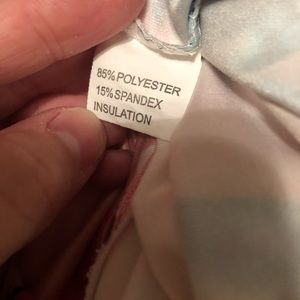 85% POLYESTER
15% SPANDEX
INSULATION